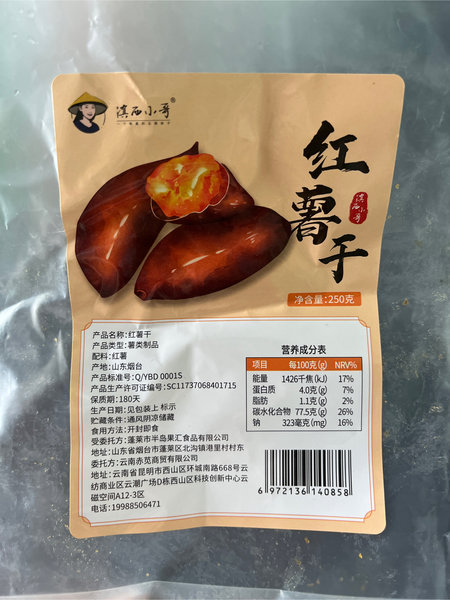 滇西小哥®
红薯干
滇西小哥
净含量:250克
产品名称:红薯干
产品类型:薯类制品
配料:红薯
产地:山东烟台
产品标准号:Q/YBD 0001S
产品生产许可证编号:SC11737068401715
保质期:180天
生产日期:见包装上 标示
贮藏条件:通风阴凉储藏
食用方法:开封即食
受委托方:蓬莱市半岛果汇食品有限公司
地址:山东省烟台市蓬莱区北沟镇港里村村东
委托方:云南赤觅商贸有限公司
地址:云南省昆明市西山区环城南路668号云
纺商业区云潮广场D栋西山区科技创新中心云
磁空间A12-3区
电话:19988506471
营养成分表
项目 每100克(g) NRV%
能量 1426千焦(kJ) 17%
蛋白质 4.0克(g) 7%
脂肪 1.1克(g) 2%
碳水化合物 77.5克(g) 26%
钠 323毫克(mg) 16%
6 972136 140858